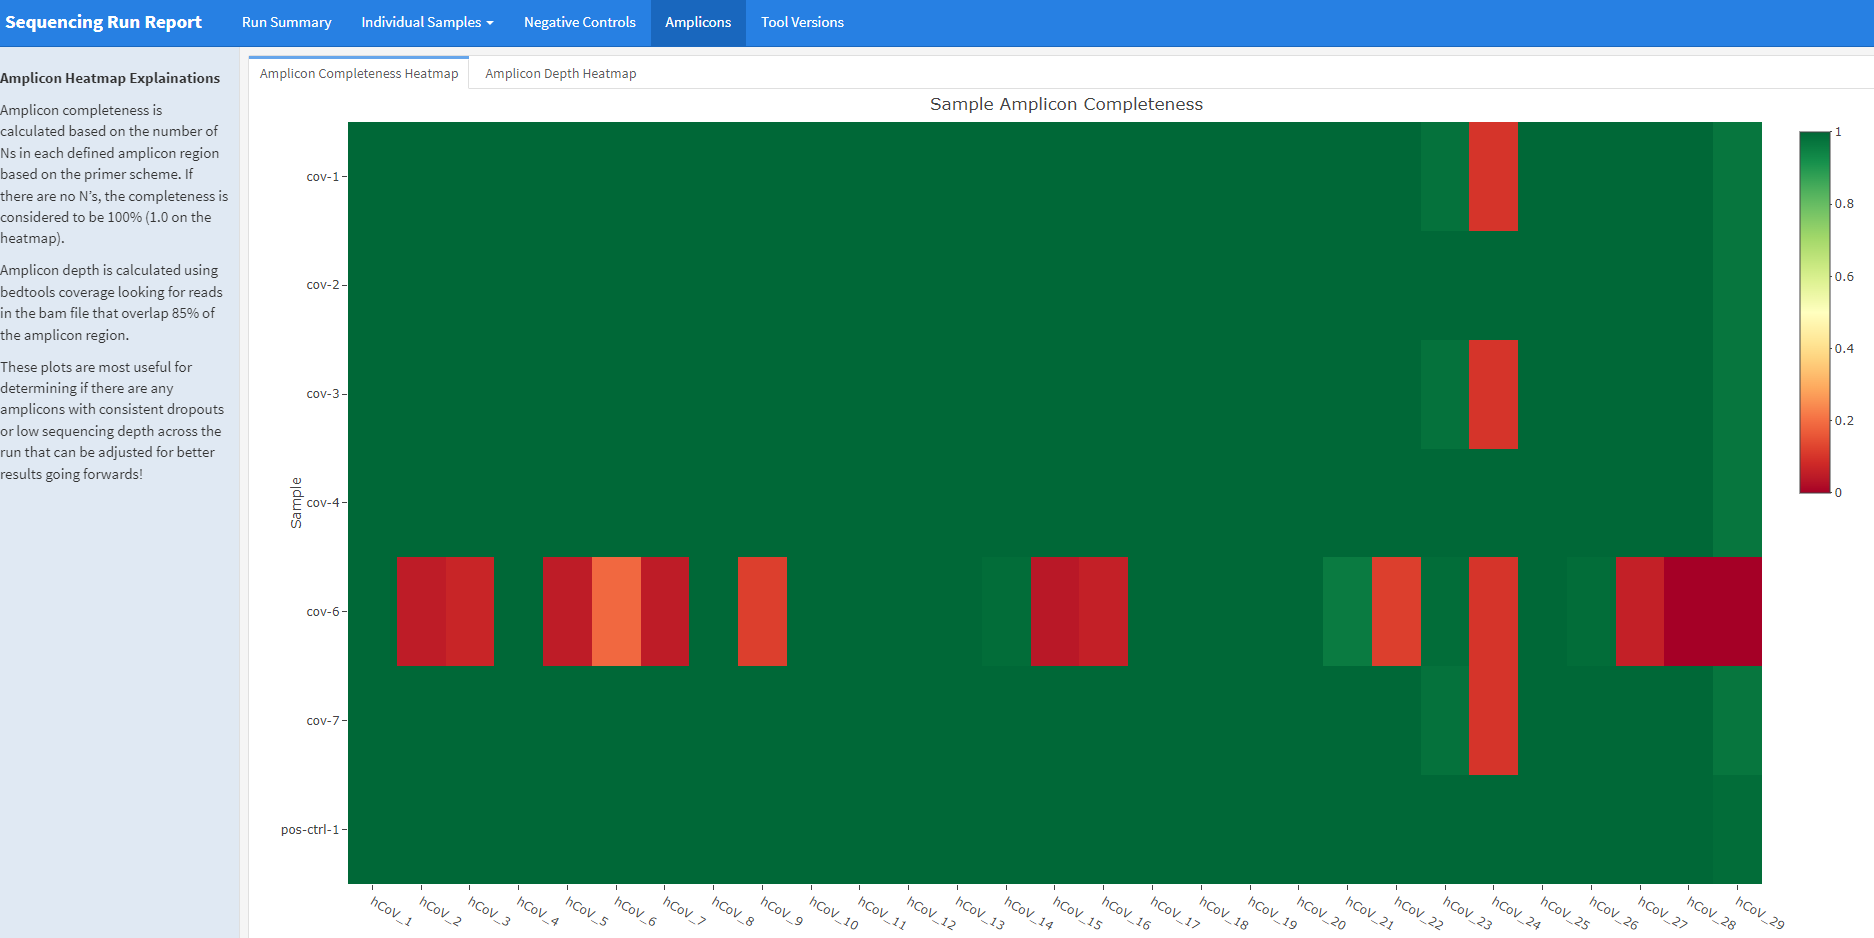 Sequencing Run Report
Run Summary
Individual Samples
Negative Controls
Amplicons
Tool Versions
Amplicon Heatmap Explainations
Amplicon completeness is
calculated based on the number of
Ns in each defined amplicon region
based on the primer scheme. If
there are no N’s, the completeness is
considered to be 100% (1.0 on the
heatmap).
Amplicon depth is calculated using
bedtools coverage looking for reads
in the bam file that overlap 85% of
the amplicon region.
These plots are most useful for
determining if there are any
amplicons with consistent dropouts
or low sequencing depth across the
run that can be adjusted for better
results going forwards!
Amplicon Completeness Heatmap
Amplicon Depth Heatmap
Sample Amplicon Completeness
Sample
cov-1
cov-2
cov-3
cov-4
cov-6
cov-7
pos-ctrl-1
hCoV_1
hCoV_2
hCoV_3
hCoV_4
hCoV_5
hCoV_6
hCoV_7
hCoV_8
hCoV_9
hCoV_10
hCoV_11
hCoV_12
hCoV_13
hCoV_14
hCoV_15
hCoV_16
hCoV_17
hCoV_18
hCoV_19
hCoV_20
hCoV_21
hCoV_22
hCoV_23
hCoV_24
hCoV_25
hCoV_26
hCoV_27
hCoV_28
hCoV_29
1
0.8
0.6
0.4
0.2
0